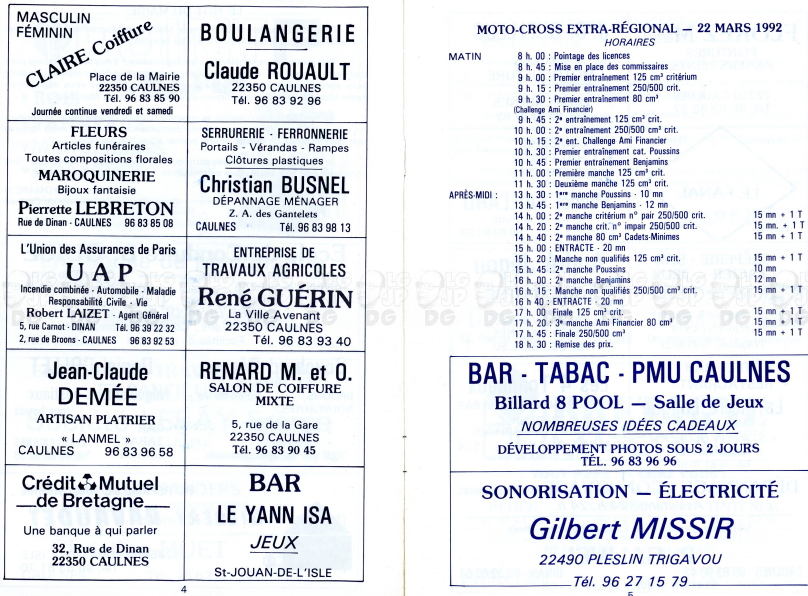 MASCULIN
FÉMININ
CLAIRE Coiffure
Place de la Mairie
22350 CAULNES
Tél. 96 83 85 90
Journée continue vendredi et samedi
FLEURS
Articles funéraires
Toutes compositions florales
MAROQUINERIE
Bijoux fantaisie
Pierrette LEBRETON
Rue de Dinan - CAULNES 96 83 85 08
L'Union des Assurances de Paris
U A P
Incendie combinée - Automobile - Maladie
Responsabilité Civile - Vie
Robert LAIZET - Agent Général
5, rue Carnot - DINAN Tél. 96 39 22 32
2, rue de Broons - CAULNES 96 83 92 53
Jean-Claude
DEMÉE
ARTISAN PLATRIER
« LANMEL »
CAULNES 96 83 96 58
Crédit Mutuel
de Bretagne
Une banque à qui parler
32, Rue de Dinan
22350 CAULNES
BOULANGERIE
Claude ROUAULT
22350 CAULNES
Tél. 96 83 92 96
SERRURERIE - FERRONNERIE
Portails - Vérandas - Rampes
Clôtures plastiques
Christian BUSNEL
DÉPANNAGE MÉNAGER
Z. A. des Gantelets
CAULNES Tél. 96 83 98 13
ENTREPRISE DE
TRAVAUX AGRICOLES
René GUÉRIN
La Ville Avenant
22350 CAULNES
Tél. 96 83 93 40
RENARD M. et O.
SALON DE COIFFURE
MIXTE
5, rue de la Gare
22350 CAULNES
Tél. 96 83 90 45
BAR
LE YANN ISA
JEUX
St-JOUAN-DE-L'ISLE
4
MOTO-CROSS EXTRA-RÉGIONAL — 22 MARS 1992
HORAIRES
MATIN 8 h. 00 : Pointage des licences
8 h. 45 : Mise en place des commissaires
9 h. 00 : Premier entraînement 125 cm³ critérium
9 h. 15 : Premier entraînement 250/500 crit.
9 h. 30 : Premier entraînement 80 cm³
(Challenge Ami Financier)
9 h. 45 : 2e entraînement 125 cm³ crit.
10 h. 00 : 2e entraînement 250/500 cm³ crit.
10 h. 15 : 2e ent. Challenge Ami Financier
10 h. 30 : Premier entraînement cat. Poussins
10 h. 45 : Premier entraînement Benjamins
11 h. 00 : Première manche 125 cm³ crit.
11 h. 30 : Deuxième manche 125 cm³ crit.
APRÈS-MIDI : 13 h. 30 : 1ère manche Poussins - 10 mn
13 h. 45 : 1ère manche Benjamins - 12 mn
14 h. 00 : 2e manche critérium n° pair 250/500 crit. 15 mn + 1 T
14 h. 20 : 2e manche crit. n° impair 250/500 crit. 15 mn. + 1 T
14 h. 40 : 2e manche 80 cm³ Cadets-Minimes 15 mn + 1 T
15 h. 00 : ENTRACTE - 20 mn
15 h. 20 : Manche non qualifiés 125 cm³ crit. 15 mn + 1 T
15 h. 45 : 2e manche Poussins 10 mn
16 h. 00 : 2e manche Benjamins 12 mn
16 h. 15 : Manche non qualifiés 250/500 cm³ crit. 15 mn + 1 T
16 h 40 : ENTRACTE - 20 mn
17 h. 00 Finale 125 cm³ crit. 15 mn + 1 T
17 h. 20 : 3e manche Ami Financier 80 cm³ 15 mn + 1 T
17 h. 45 : Finale 250/500 cm³ 15 mn + 1 T
18 h. 30 : Remise des prix.
BAR - TABAC - PMU CAULNES
Billard 8 POOL — Salle de Jeux
NOMBREUSES IDÉES CADEAUX
DÉVELOPPEMENT PHOTOS SOUS 2 JOURS
TÉL. 96 83 96 96
SONORISATION — ÉLECTRICITÉ
Gilbert MISSIR
22490 PLESLIN TRIGAVOU
Tél. 96 27 15 79
5